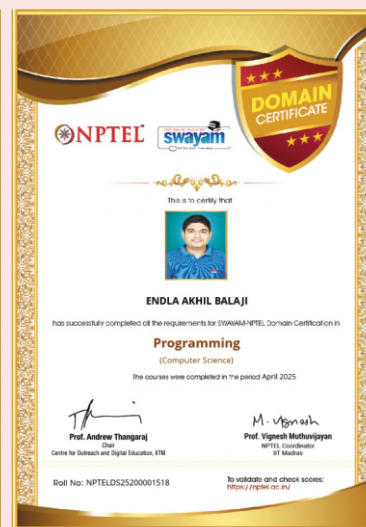 NPTEL
swayam
DOMAIN
CERTIFICATE
This is to certify that
ENDLA AKHIL BALAJI
has successfully completed all the requirements for SWAYAM-NPTEL Domain Certification in
Programming
(Computer Science)
The courses were completed in the period April 2025
M. Vignesh
Prof. Andrew Thangaraj
Chair
Centre for Outreach and Digital Education, IITM
Prof. Vignesh Muthuvijayan
NPTEL Coordinator
IIT Madras
Roll No: NPTELDS25200001518
To validate and check scores:
https://nptel.ac.in/